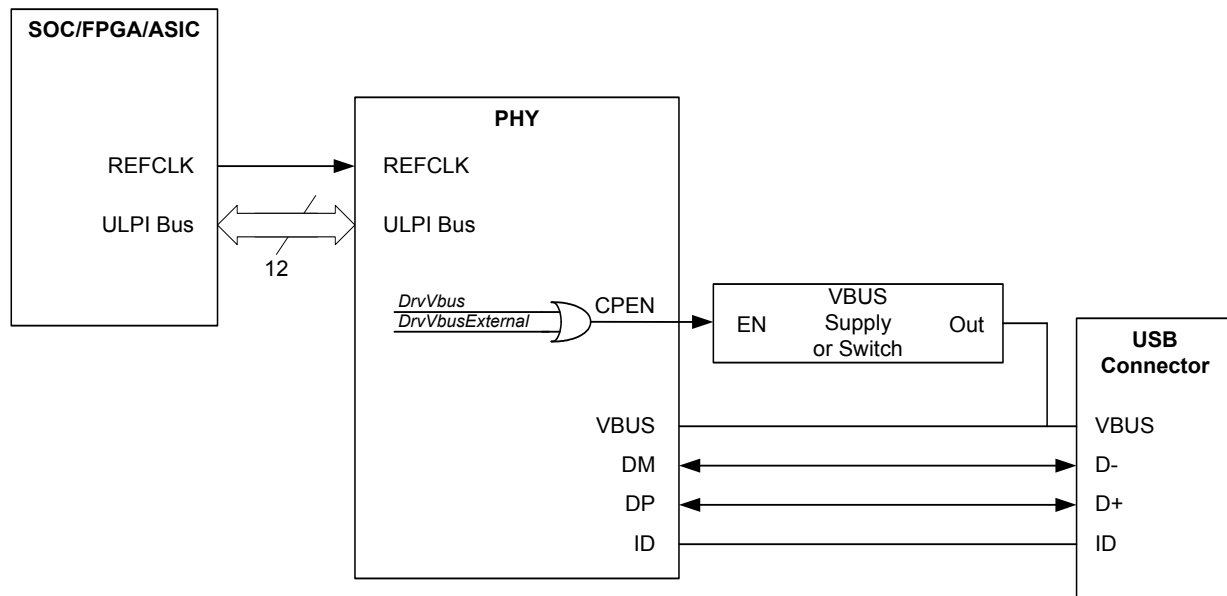 SOC/FPGA/ASIC
REFCLK
ULPI Bus
12
PHY
REFCLK
ULPI Bus
DrvVbus
DrvVbusExternal
CPEN
VBUS
DM
DP
ID
EN
VBUS
Supply
or Switch
Out
USB
Connector
VBUS
D-
D+
ID